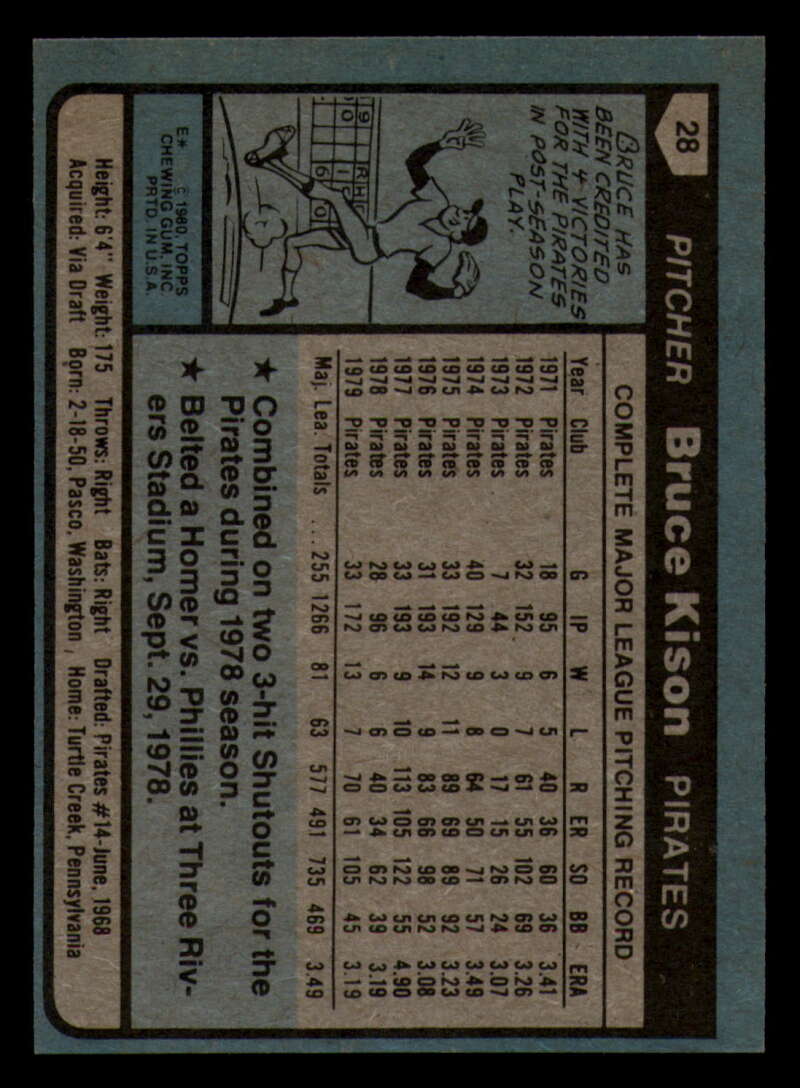 28 PITCHER Bruce Kison PIRATES
BRUCE HAS
BEEN CREDITED
WITH 4 VICTORIES
FOR THE PIRATES
IN POST-SEASON
PLAY.
R H
E* © 1980, TOPPS
CHEWING GUM, INC.
PRTD. IN U.S.A.
COMPLETE MAJOR LEAGUE PITCHING RECORD
Year Club G IP W L R ER SO BB ERA
1971 Pirates 18 95 6 5 40 36 60 36 3.41
1972 Pirates 32 152 9 7 61 55 102 69 3.26
1973 Pirates 7 44 3 0 17 15 26 24 3.07
1974 Pirates 40 129 9 8 64 50 71 57 3.49
1975 Pirates 33 192 12 11 89 69 89 92 3.23
1976 Pirates 31 193 14 9 83 66 98 52 3.08
1977 Pirates 33 193 9 10 113 105 122 55 4.90
1978 Pirates 28 96 6 6 40 34 62 39 3.19
1979 Pirates 33 172 13 7 70 61 105 45 3.19
Maj. Lea. Totals ... 255 1266 81 63 577 491 735 469 3.49
★ Combined on two 3-hit Shutouts for the
Pirates during 1978 season.
★ Belted a Homer vs. Phillies at Three Riv-
ers Stadium, Sept. 29, 1978.
Height: 6'4" Weight: 175 Throws: Right Bats: Right Drafted: Pirates #14-June, 1968
Acquired: Via Draft Born: 2-18-50, Pasco, Washington , Home: Turtle Creek, Pennsylvania